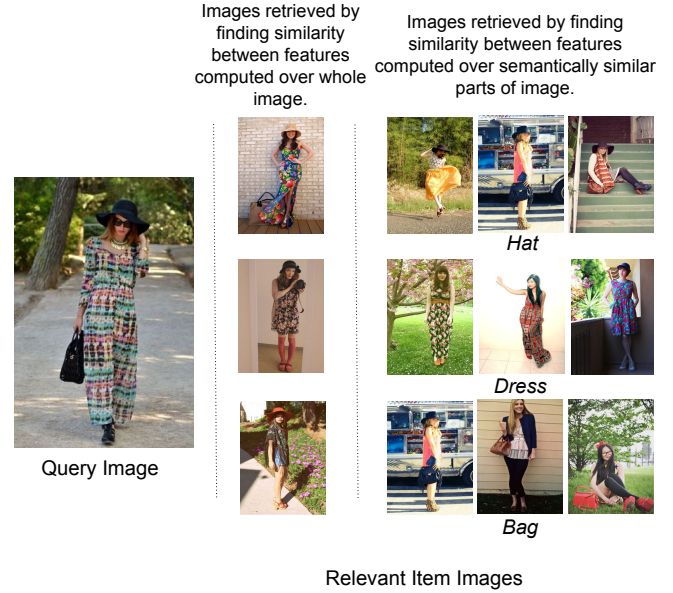 Images retrieved by
finding similarity
between features
computed over whole
image.
Images retrieved by finding
similarity between features
computed over semantically similar
parts of image.
Hat
Dress
Query Image
Bag
Relevant Item Images